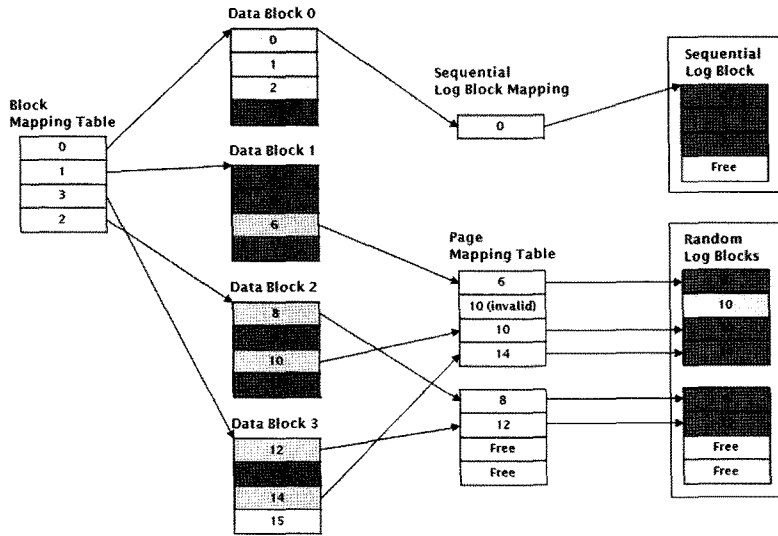 Data Block 0
0
1
2
Sequential
Log Block Mapping
0
Sequential
Log Block
Free
Block
Mapping Table
0
1
3
2
Data Block 1
6
Page
Mapping Table
6
10 (invalid)
10
14
8
12
Free
Free
Random
Log Blocks
10
Free
Free
Data Block 2
8
10
Data Block 3
12
14
15